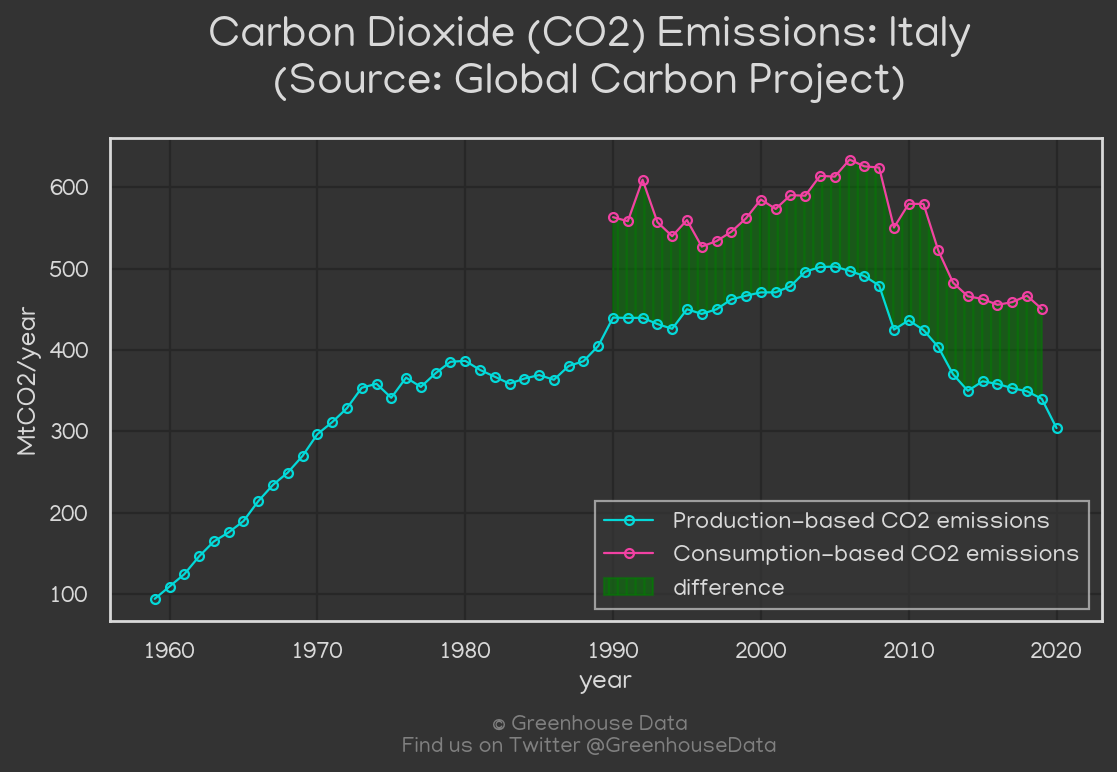 Carbon Dioxide (CO2) Emissions: Italy
(Source: Global Carbon Project)
600
500
400
300
200
100
MtCO2/year
Production-based CO2 emissions
Consumption-based CO2 emissions
difference
1960 1970 1980 1990 2000 2010 2020
year
© Greenhouse Data
Find us on Twitter @GreenhouseData